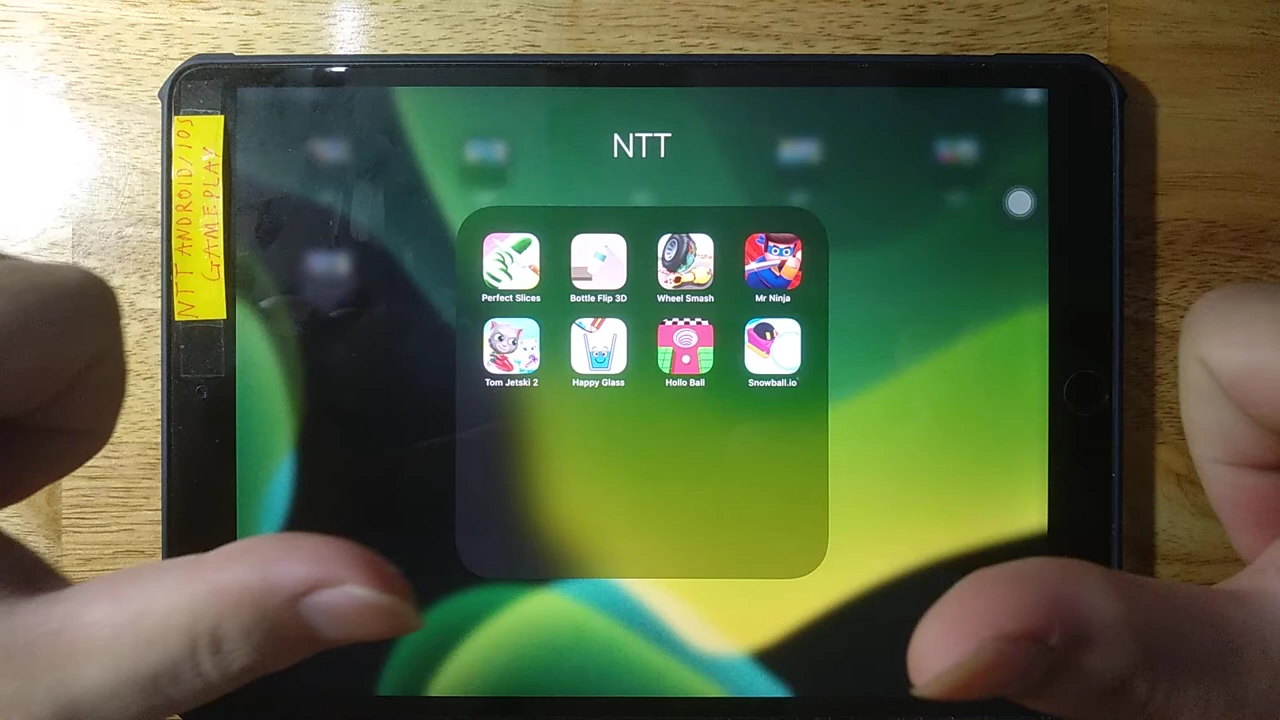 NTT ANDROID/IOS
GAMEPLAY
NTT
Perfect Slices
Bottle Flip 3D
Wheel Smash
Mr Ninja
Tom Jetski 2
Happy Glass
Hollo Ball
Snowball.io